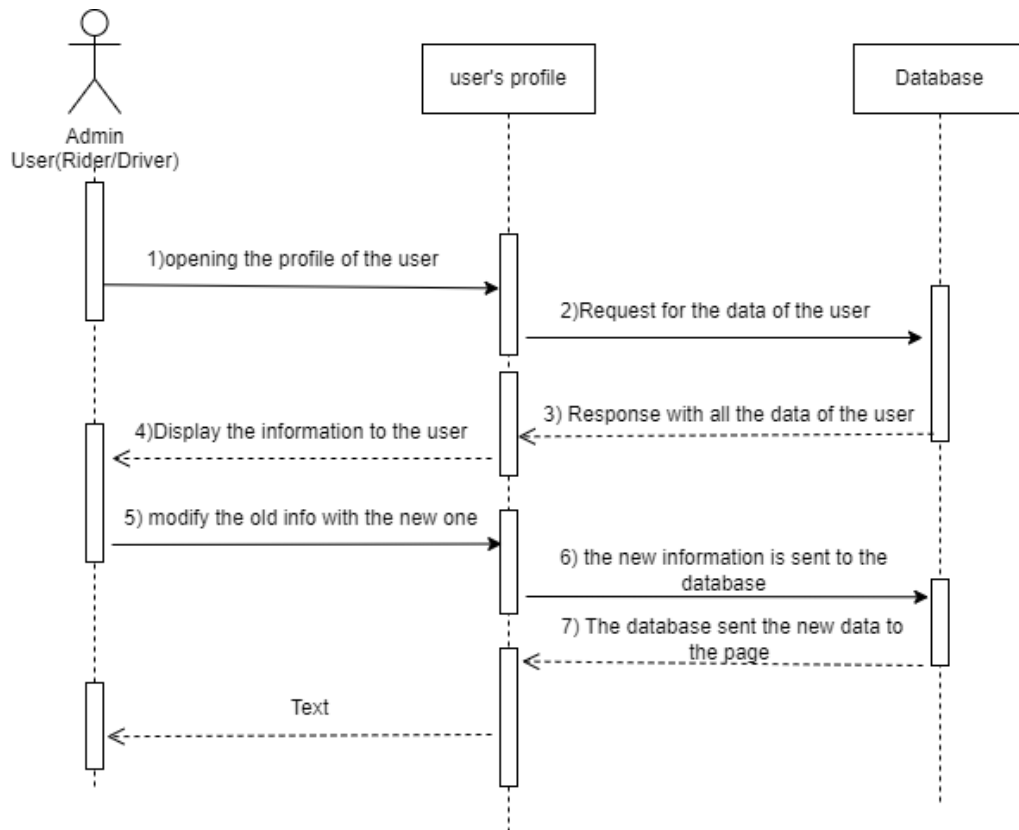 Admin
User(Rider/Driver)
user's profile
Database
1)opening the profile of the user
2)Request for the data of the user
3) Response with all the data of the user
4)Display the information to the user
5) modify the old info with the new one
6) the new information is sent to the
database
7) The database sent the new data to
the page
Text